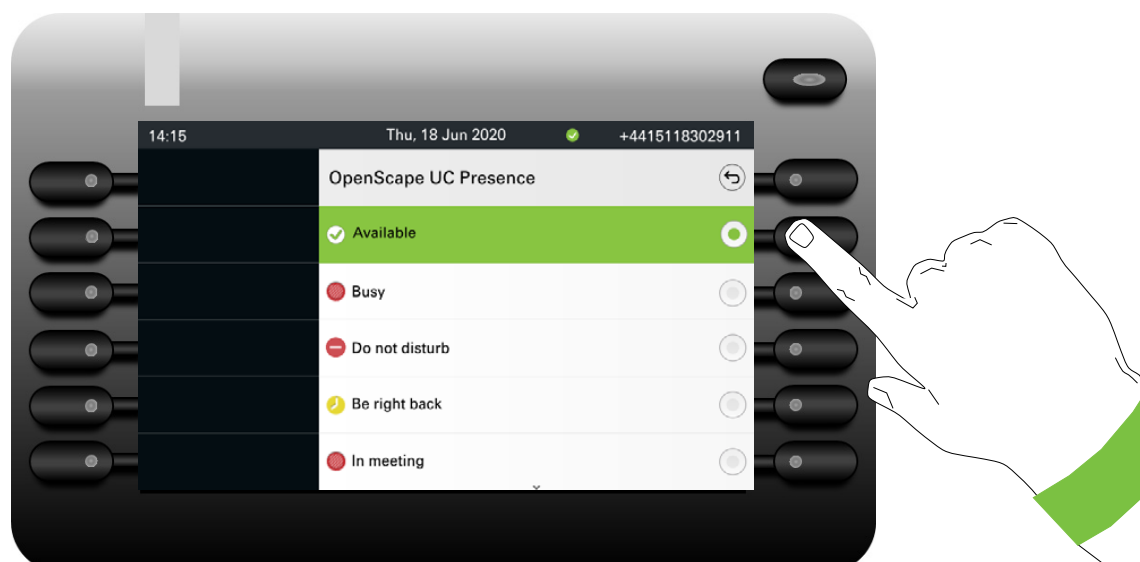 14:15 Thu, 18 Jun 2020 +4415118302911
OpenScape UC Presence
Available
Busy
Do not disturb
Be right back
In meeting